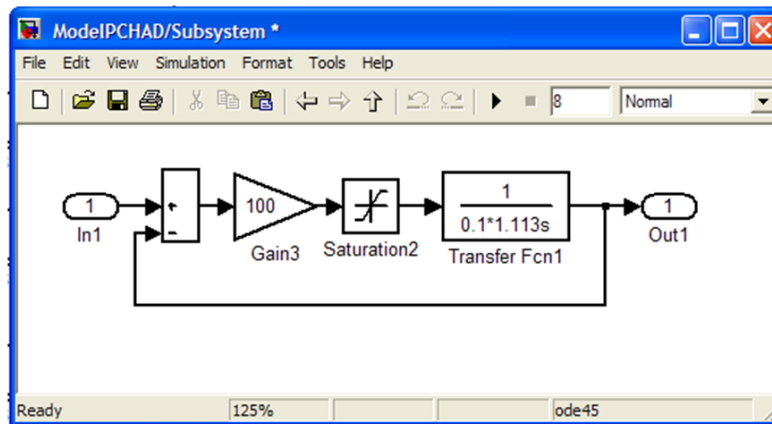 ModelPCHAD/Subsystem *
File Edit View Simulation Format Tools Help
8 Normal
1
In1
+
−
100
Gain3
Saturation2
1
0.1*1.113s
Transfer Fcn1
1
Out1
Ready 125% ode45